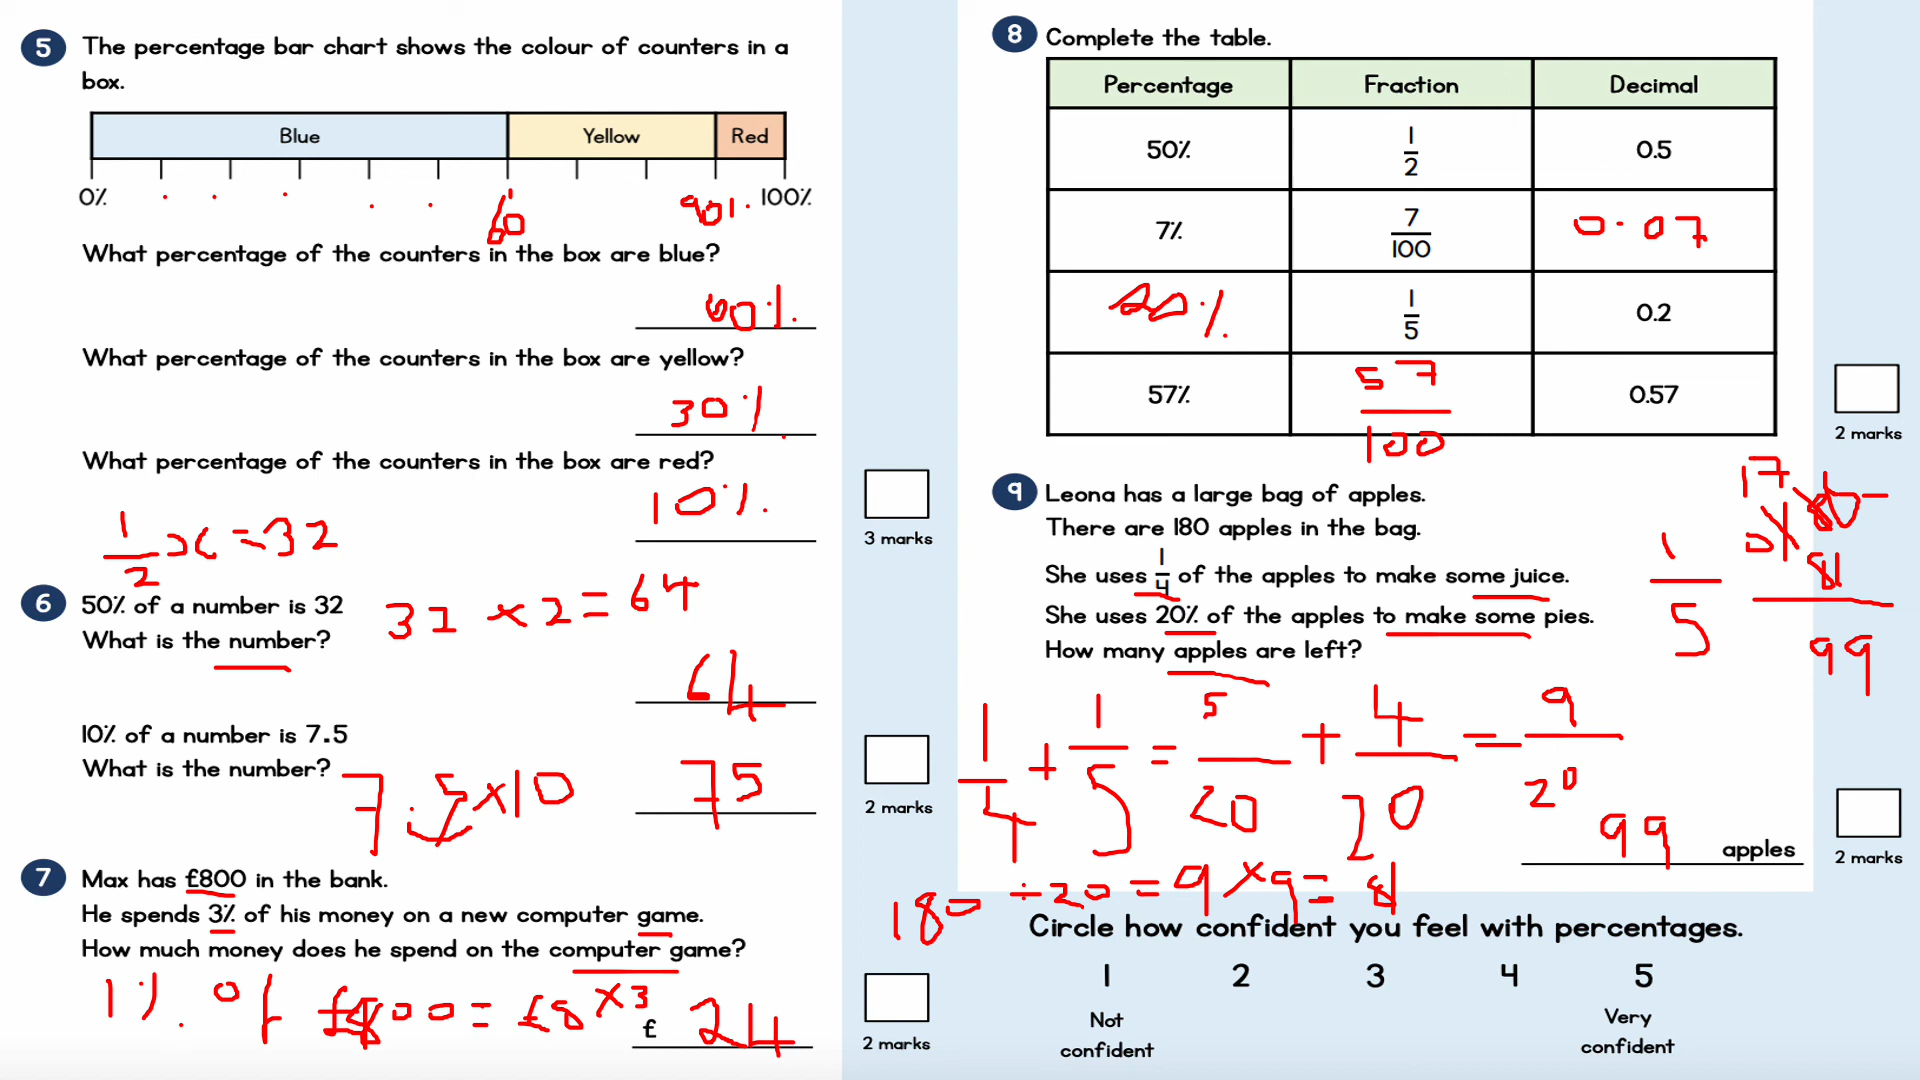 5 The percentage bar chart shows the colour of counters in a
box.
Blue Yellow Red
0% 60 90% 100%
What percentage of the counters in the box are blue?
60%
What percentage of the counters in the box are yellow?
30%
What percentage of the counters in the box are red?
10%
3 marks
1/2 x = 32
6 50% of a number is 32
32 × 2 = 64
What is the number?
64
10% of a number is 7.5
What is the number?
7.5 × 10
75
2 marks
7 Max has £800 in the bank.
He spends 3% of his money on a new computer game.
How much money does he spend on the computer game?
1% of £800 = £8 × 3
£ 24
2 marks
8 Complete the table.
Percentage Fraction Decimal
50% 1/2 0.5
7% 7/100 0.07
20% 1/5 0.2
57% 57/100 0.57
2 marks
9 Leona has a large bag of apples.
There are 180 apples in the bag.
She uses 1/4 of the apples to make some juice.
She uses 20% of the apples to make some pies.
How many apples are left?
1/5
99
1/4 + 1/5 = 5/20 + 4/20 = 9/20
99 apples
2 marks
180 ÷ 20 = 9 × 9 = 81
Circle how confident you feel with percentages.
1 2 3 4 5
Not Very
confident confident